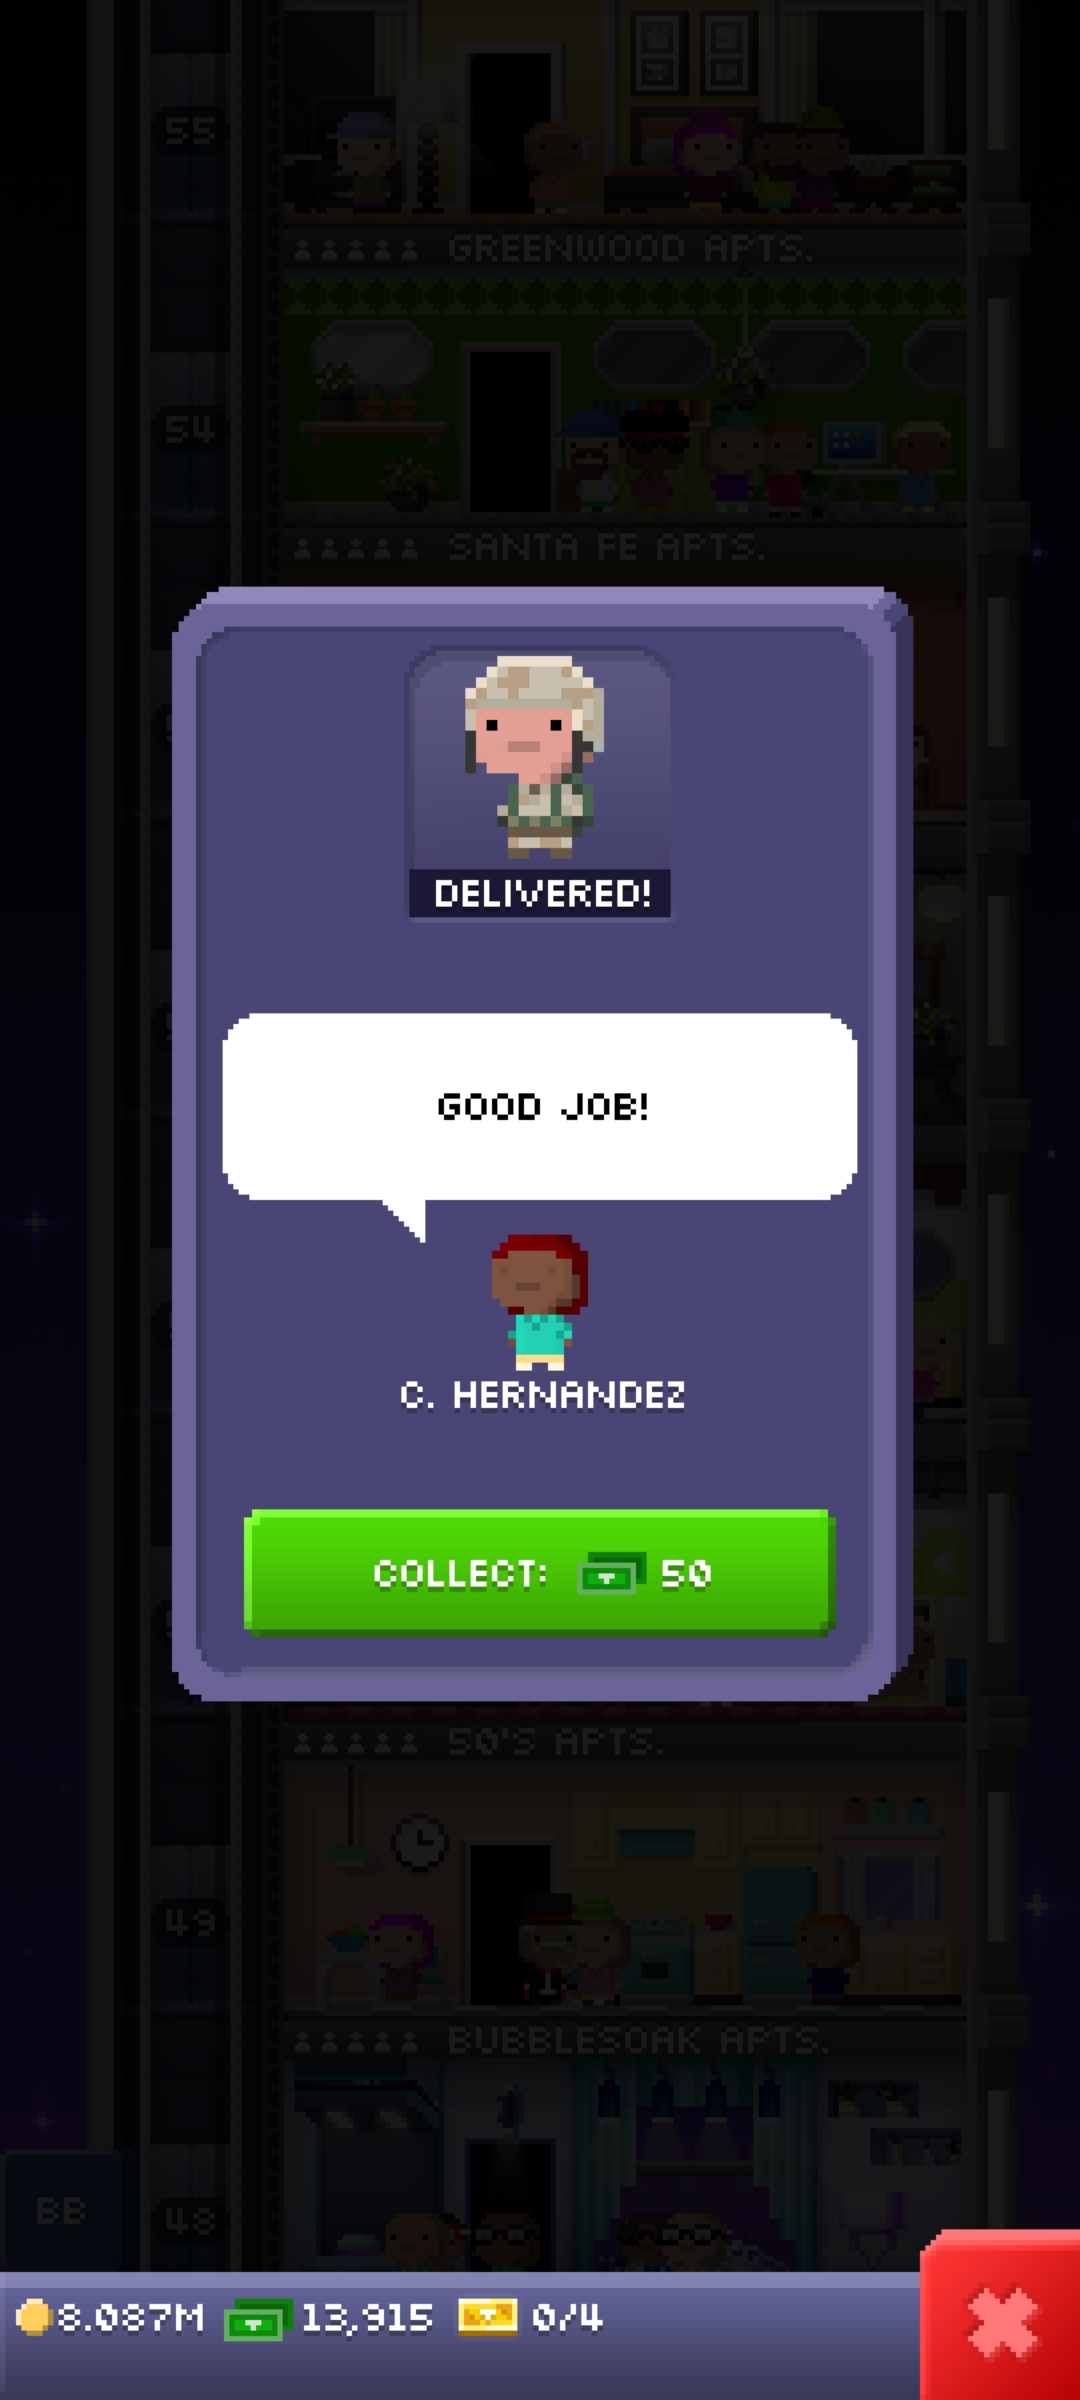 55
GREENWOOD APTS.
54
SANTA FE APTS.
DELIVERED!
GOOD JOB!
C. HERNANDEZ
COLLECT: 50
50'S APTS.
49
BUBBLESOAK APTS.
BB
48
8.087M 13,915 0/4